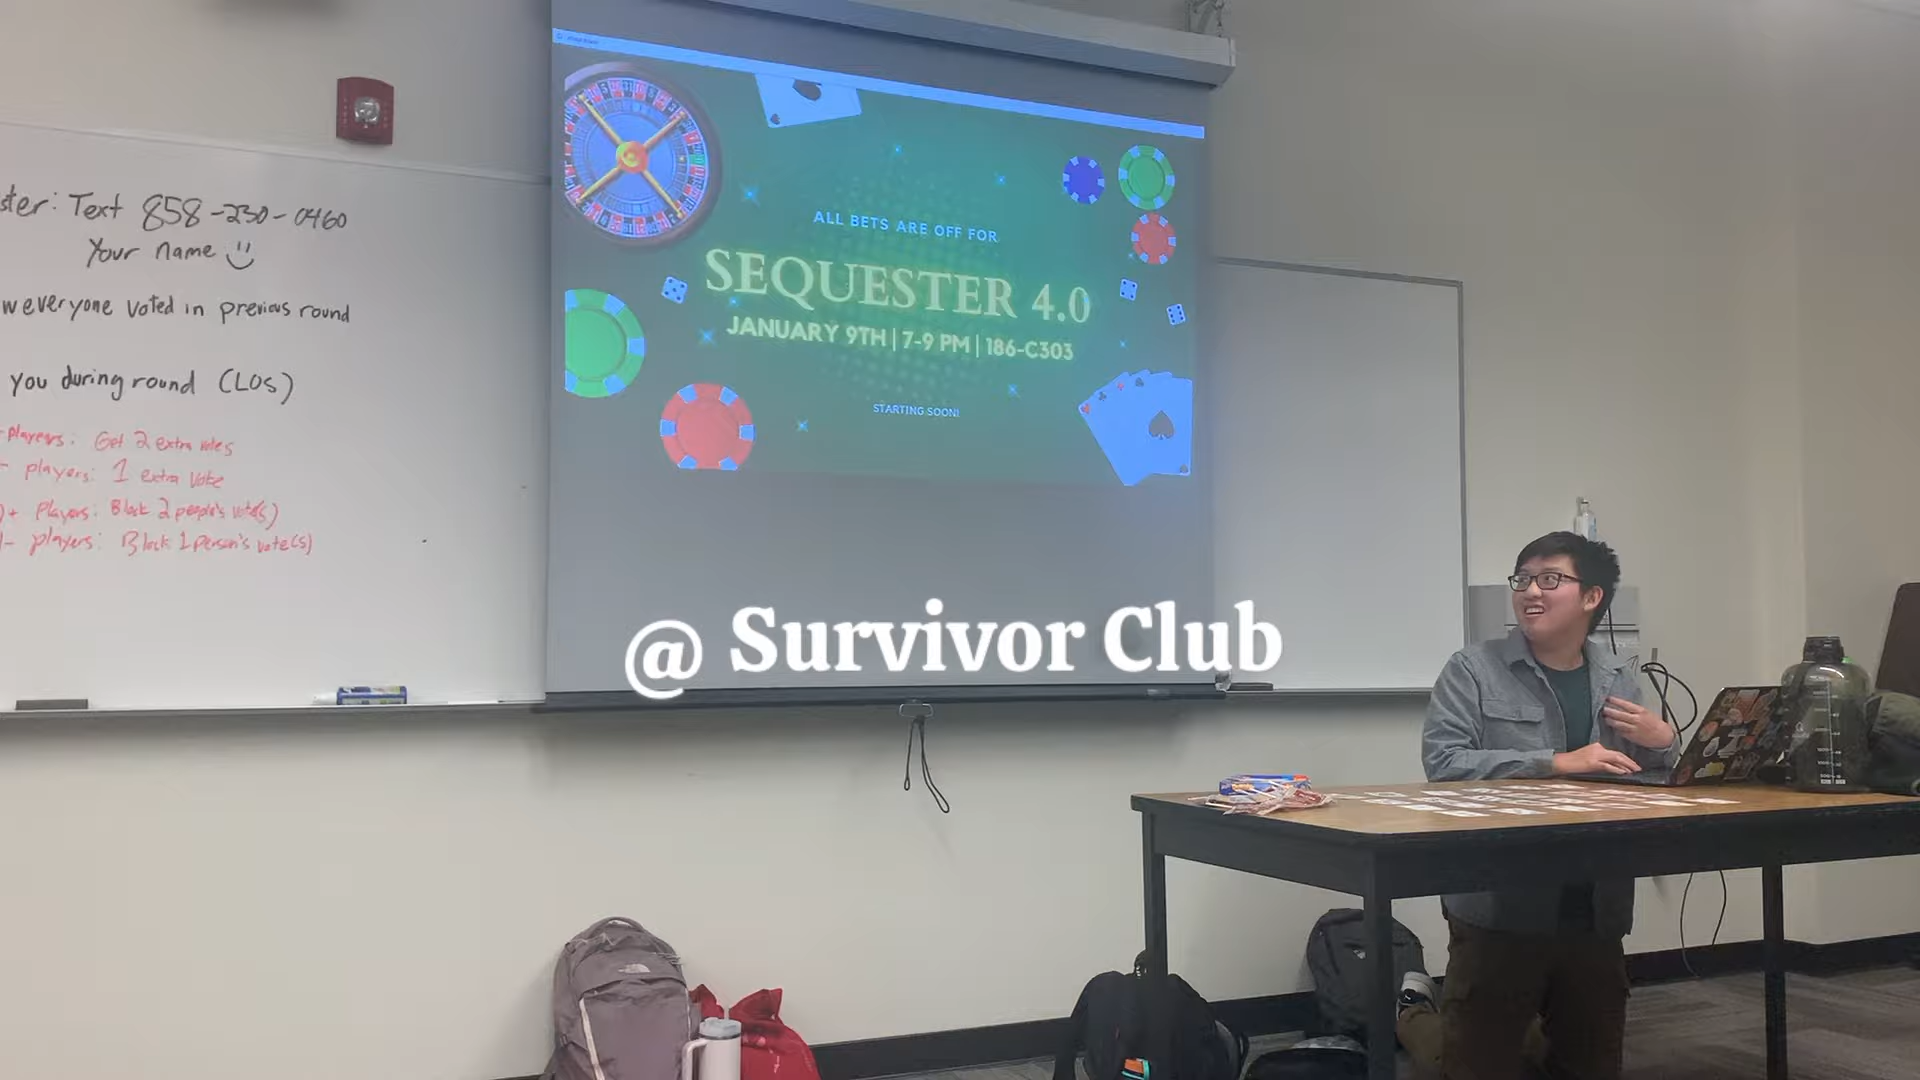 ster: Text 858-230-0460
Your name
w everyone voted in previous round
you during round (LOS)
players: Get 2 extra votes
- players: 1 extra vote
+ Players: Block 2 people's vote(s)
- players: Block 1 person's vote(s)
ALL BETS ARE OFF FOR
SEQUESTER 4.0
JANUARY 9TH | 7-9 PM | 186-C303
STARTING SOON!
@ Survivor Club